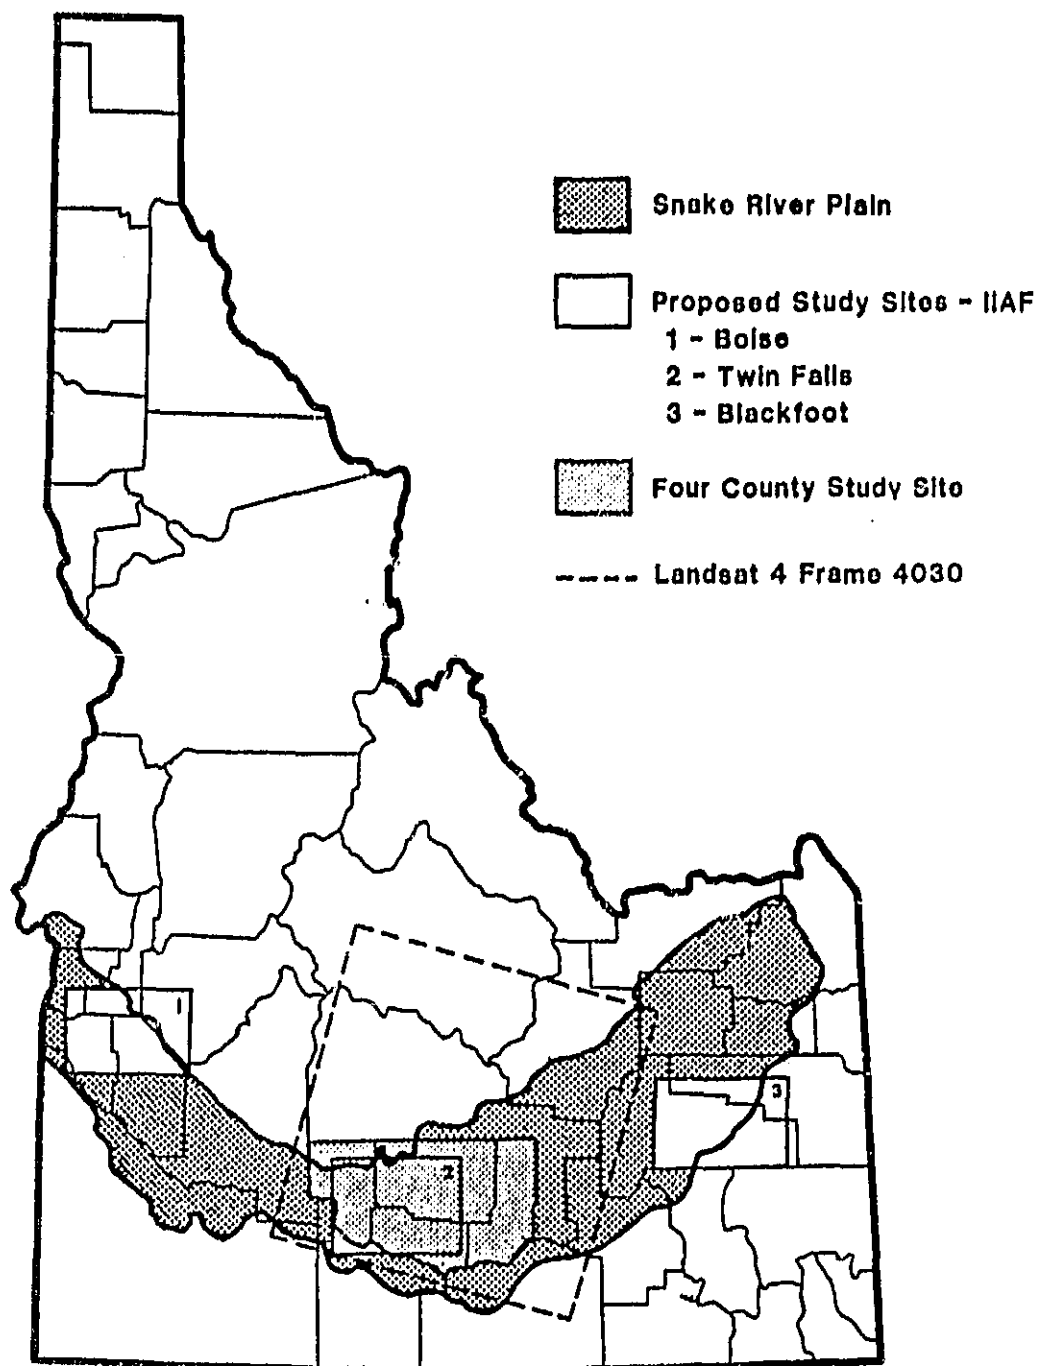 Snake River Plain
Proposed Study Sites - IIAF
1 - Boise
2 - Twin Falls
3 - Blackfoot
Four County Study Site
Landsat 4 Frame 4030
1
2
3